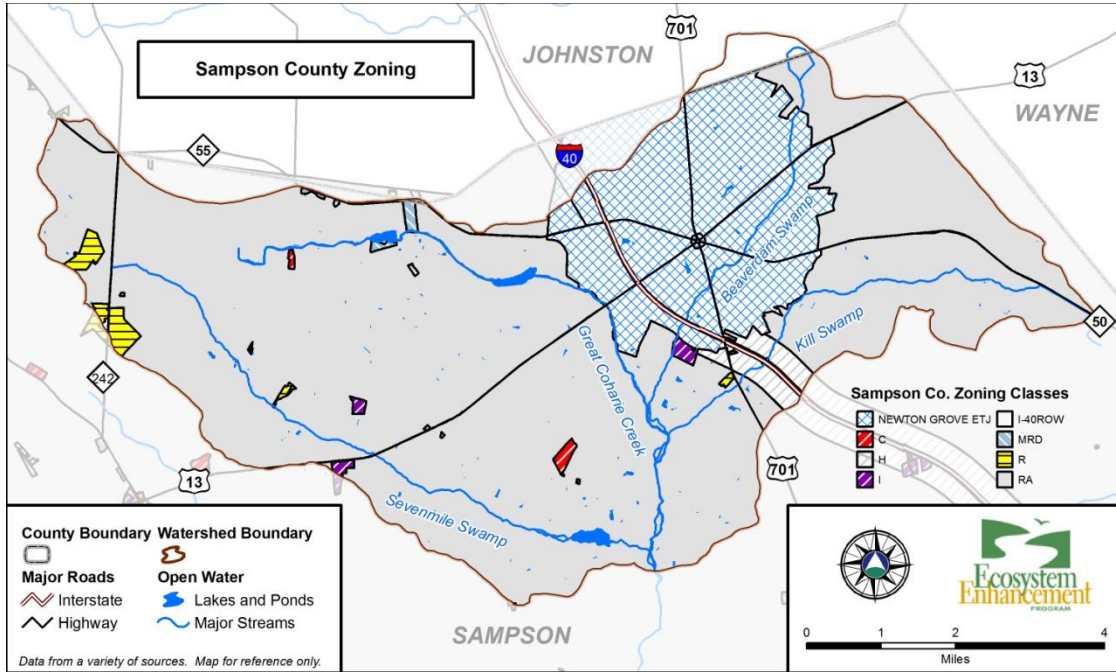 Sampson County Zoning
JOHNSTON
701
13
WAYNE
55
40
Beaverdam Swamp
50
Kill Swamp
Great Coharie Creek
242
13
Sevenmile Swamp
701
SAMPSON
Sampson Co. Zoning Classes
NEWTON GROVE ETJ
C
H
I
I-40ROW
MRD
R
RA
County Boundary
Watershed Boundary
Major Roads
Interstate
Highway
Open Water
Lakes and Ponds
Major Streams
Data from a variety of sources. Map for reference only.
Ecosystem
Enhancement
PROGRAM
0 1 2 4
Miles